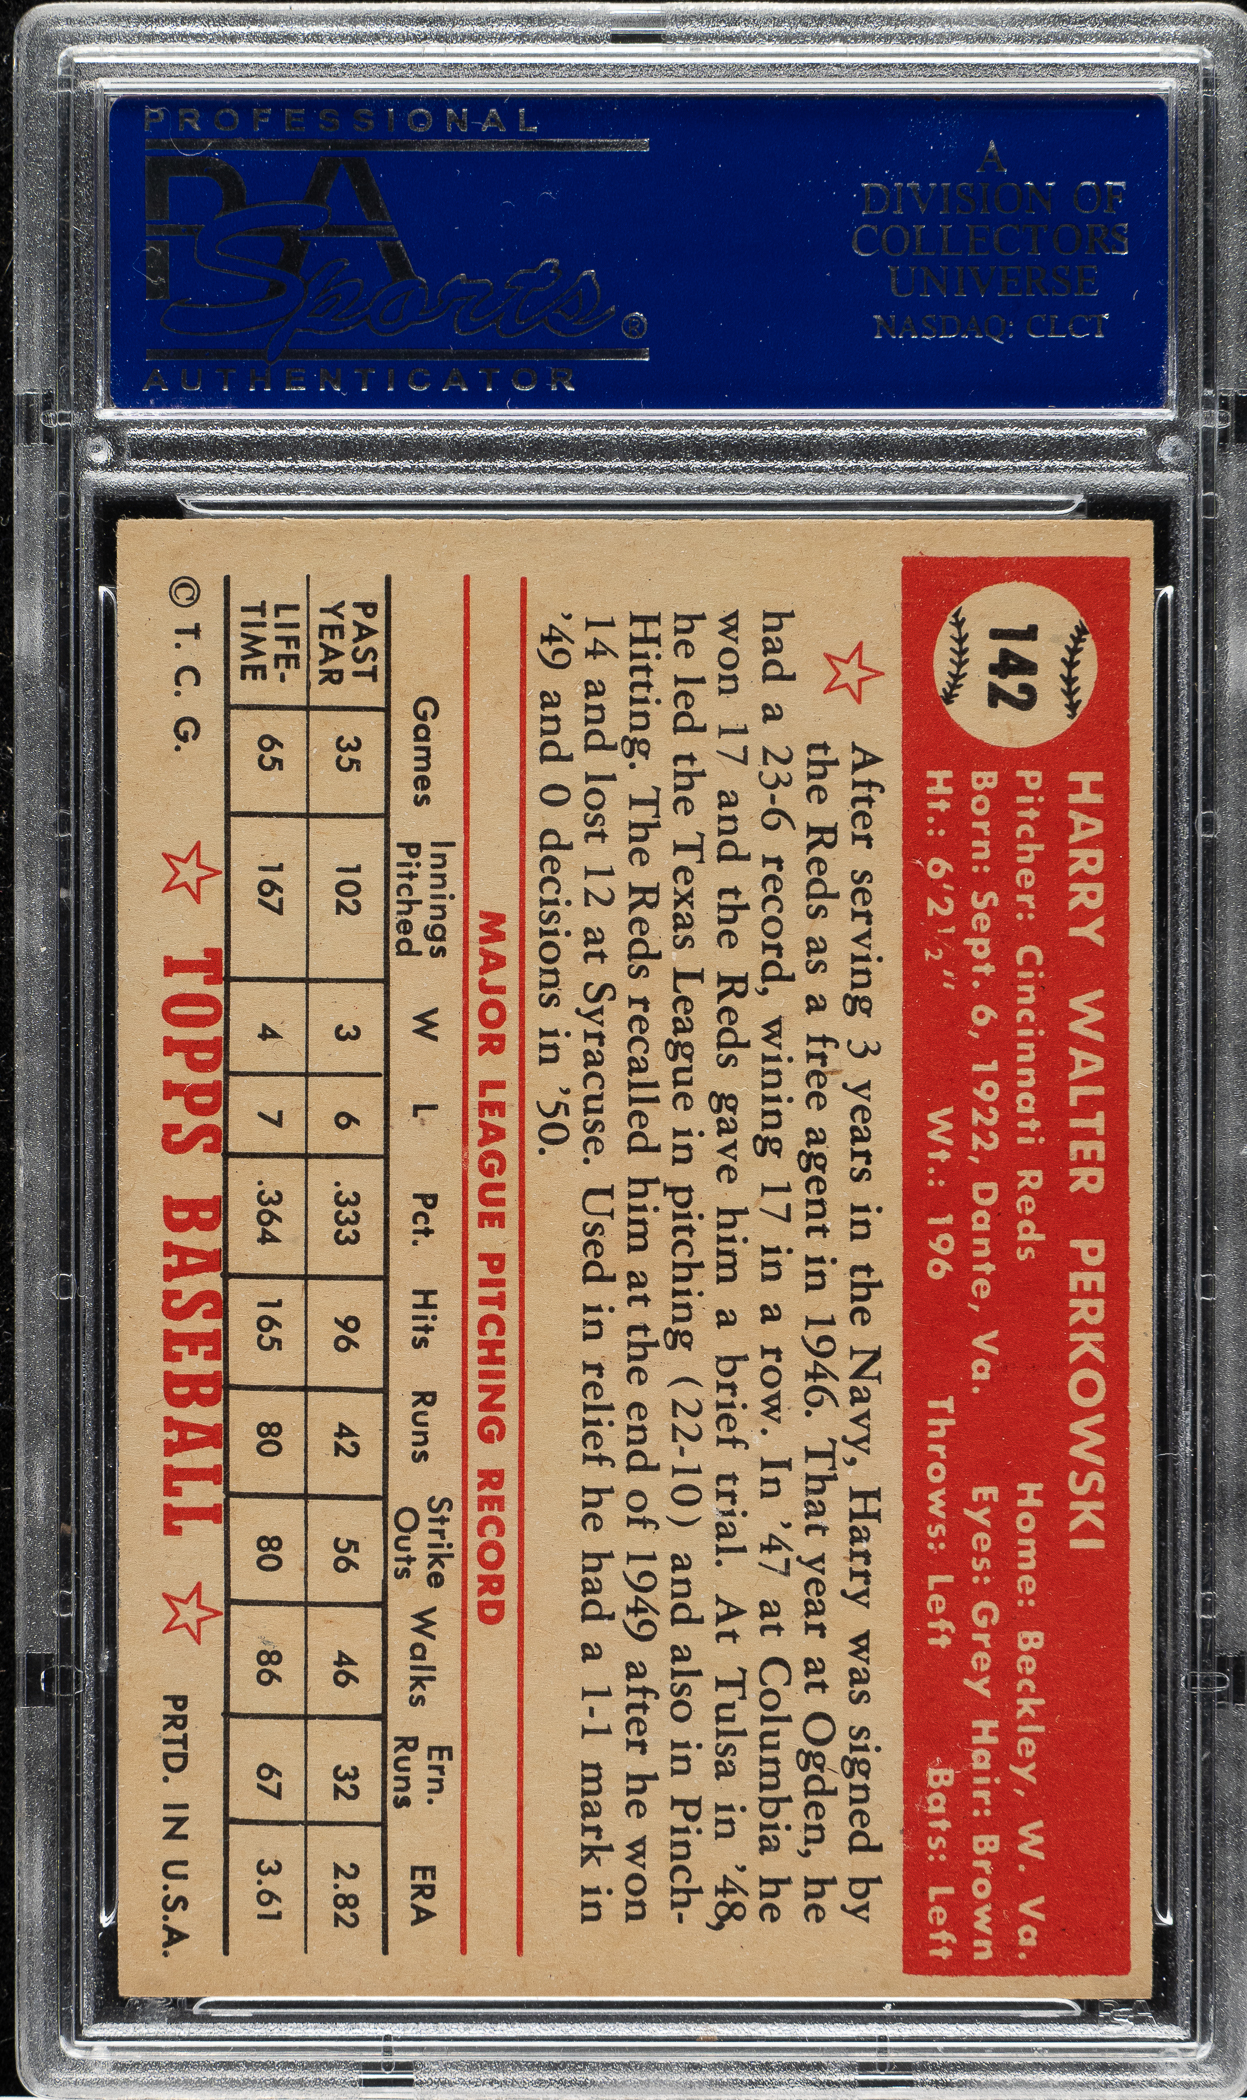 PROFESSIONAL
PSA
Sports®
AUTHENTICATOR
A
DIVISION OF
COLLECTORS
UNIVERSE
NASDAQ: CLCT
142
HARRY WALTER PERKOWSKI
Pitcher: Cincinnati Reds Home: Beckley, W. Va.
Born: Sept. 6, 1922, Dante, Va. Eyes: Grey Hair: Brown
Ht.: 6'2½" Wt.: 196 Throws: Left Bats: Left
After serving 3 years in the Navy, Harry was signed by
the Reds as a free agent in 1946. That year at Ogden, he
had a 23-6 record, wining 17 in a row. In '47 at Columbia he
won 17 and the Reds gave him a brief trial. At Tulsa in '48,
he led the Texas League in pitching (22-10) and also in Pinch-
Hitting. The Reds recalled him at the end of 1949 after he won
14 and lost 12 at Syracuse. Used in relief he had a 1-1 mark in
'49 and 0 decisions in '50.
MAJOR LEAGUE PITCHING RECORD
Games Innings Pitched W L Pct. Hits Runs Strike Outs Walks Ern. Runs ERA
PAST YEAR 35 102 3 6 .333 96 42 56 46 32 2.82
LIFE-TIME 65 167 4 7 .364 165 80 80 86 67 3.61
© T. C. G. TOPPS BASEBALL PRTD. IN U.S.A.